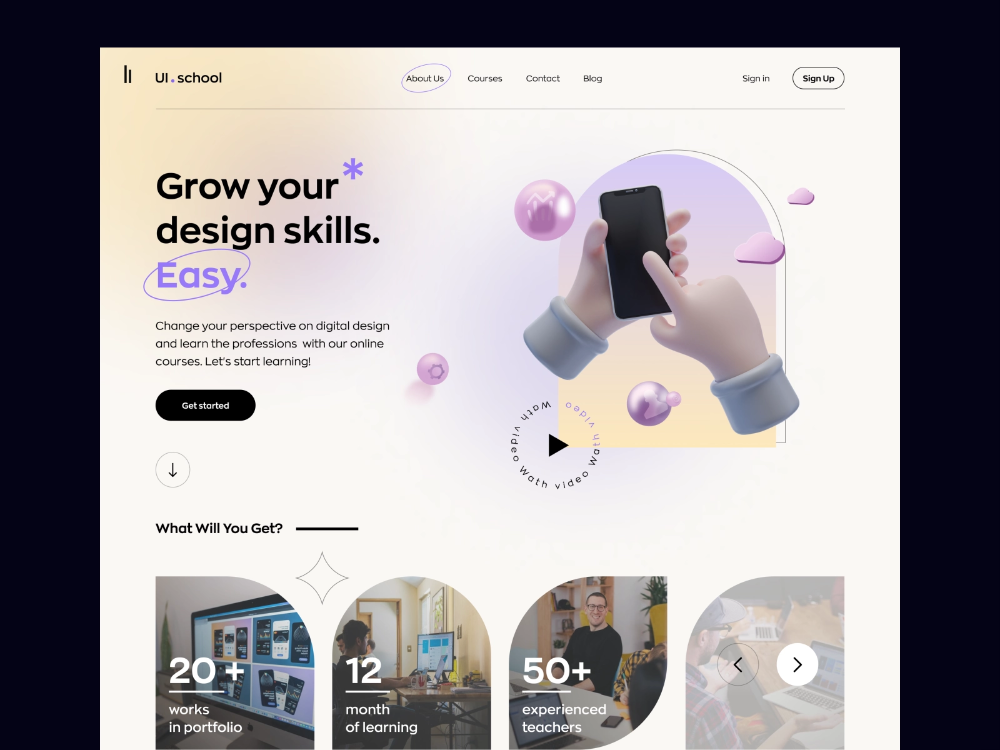 UI.school
About Us
Courses
Contact
Blog
Sign in
Sign Up
Grow your*
design skills.
Easy.
Change your perspective on digital design
and learn the professions with our online
courses. Let's start learning!
Get started
Wath video Wath video Wath video
What Will You Get?
20+
works
in portfolio
12
month
of learning
50+
experienced
teachers